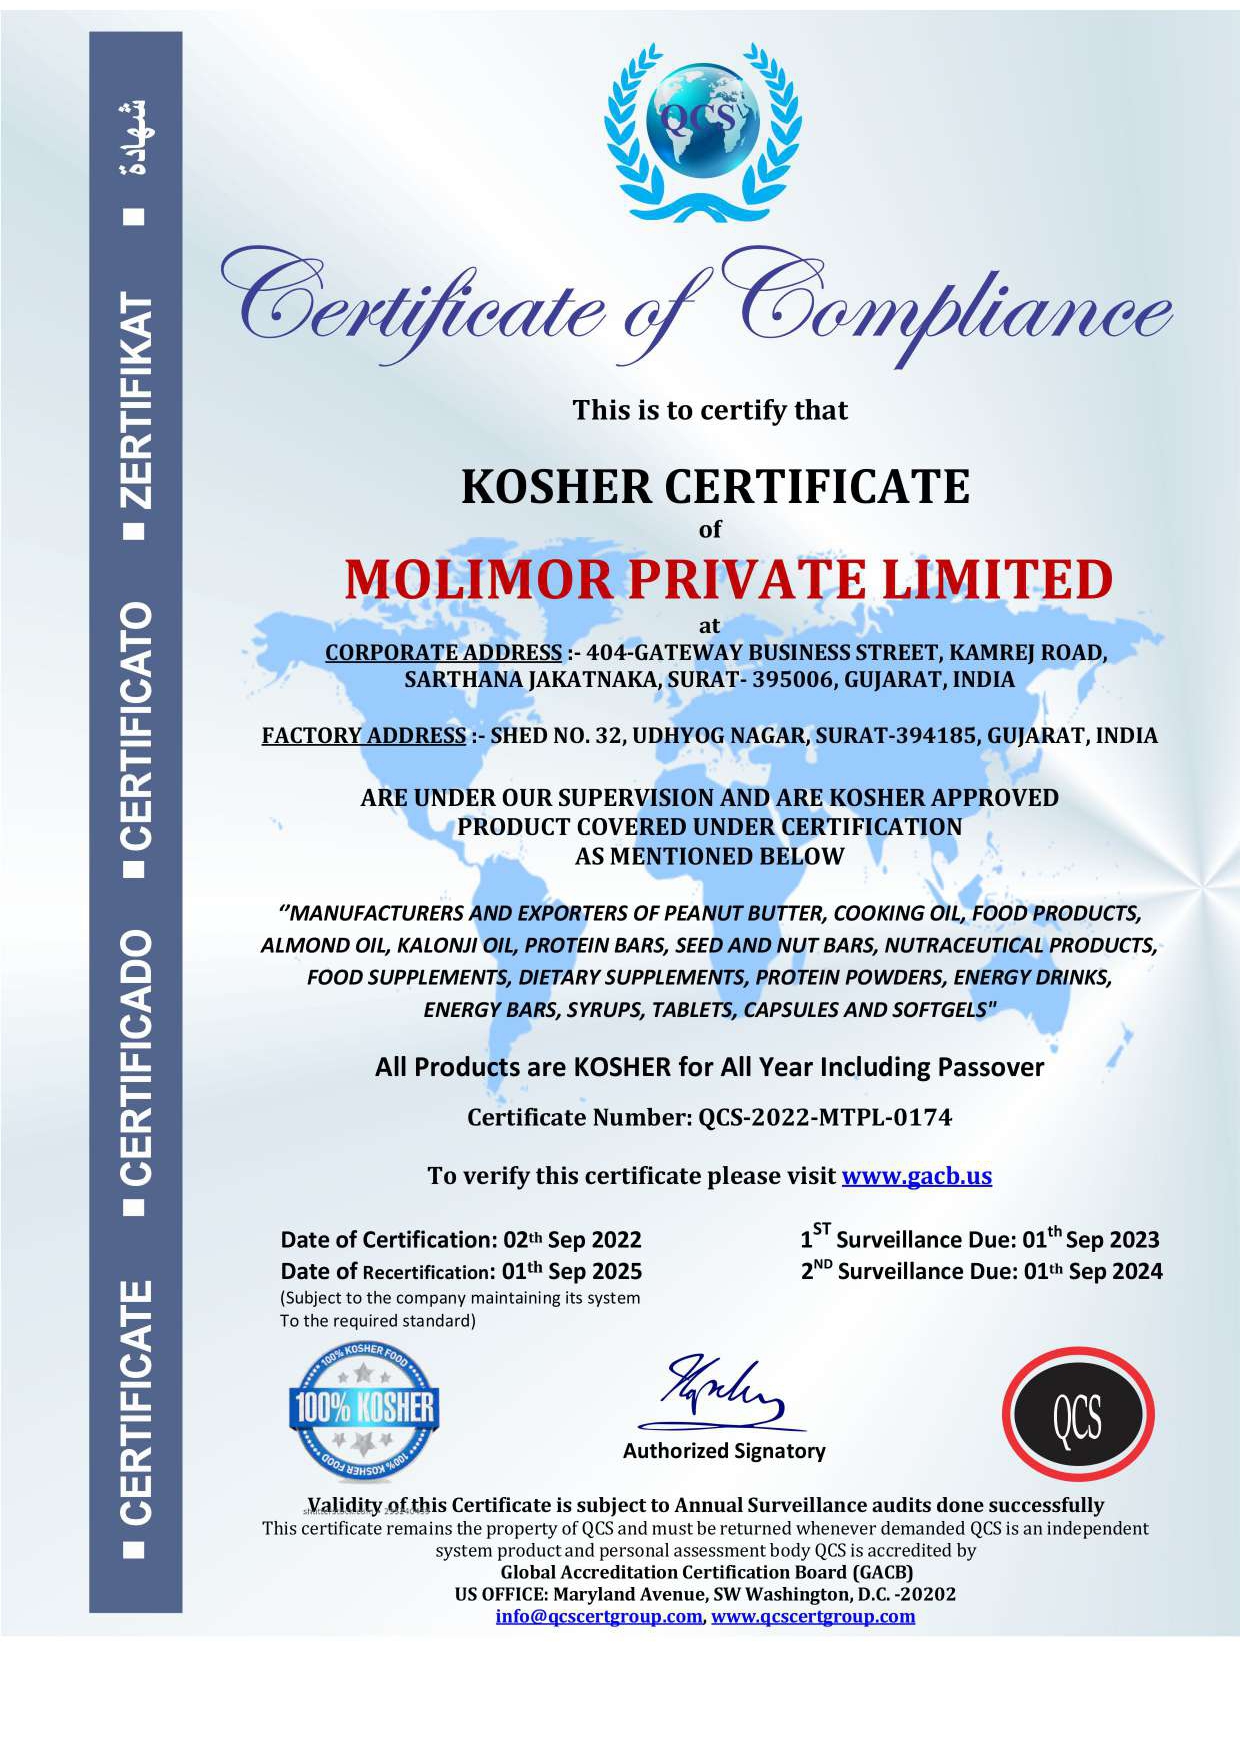 QCS
Certificate of Compliance
This is to certify that
KOSHER CERTIFICATE
of
MOLIMOR PRIVATE LIMITED
at
CORPORATE ADDRESS :- 404-GATEWAY BUSINESS STREET, KAMREJ ROAD,
SARTHANA JAKATNAKA, SURAT- 395006, GUJARAT, INDIA
FACTORY ADDRESS :- SHED NO. 32, UDHYOG NAGAR, SURAT-394185, GUJARAT, INDIA
ARE UNDER OUR SUPERVISION AND ARE KOSHER APPROVED
PRODUCT COVERED UNDER CERTIFICATION
AS MENTIONED BELOW
‘’MANUFACTURERS AND EXPORTERS OF PEANUT BUTTER, COOKING OIL, FOOD PRODUCTS,
ALMOND OIL, KALONJI OIL, PROTEIN BARS, SEED AND NUT BARS, NUTRACEUTICAL PRODUCTS,
FOOD SUPPLEMENTS, DIETARY SUPPLEMENTS, PROTEIN POWDERS, ENERGY DRINKS,
ENERGY BARS, SYRUPS, TABLETS, CAPSULES AND SOFTGELS"
All Products are KOSHER for All Year Including Passover
Certificate Number: QCS-2022-MTPL-0174
To verify this certificate please visit www.gacb.us
Date of Certification: 02th Sep 2022
1ST Surveillance Due: 01th Sep 2023
Date of Recertification: 01th Sep 2025
2ND Surveillance Due: 01th Sep 2024
(Subject to the company maintaining its system
To the required standard)
100% KOSHER FOOD
100% KOSHER
100% KOSHER FOOD
Authorized Signatory
QCS
Validity of this Certificate is subject to Annual Surveillance audits done successfully
This certificate remains the property of QCS and must be returned whenever demanded QCS is an independent
system product and personal assessment body QCS is accredited by
Global Accreditation Certification Board (GACB)
US OFFICE: Maryland Avenue, SW Washington, D.C. -20202
info@qcscertgroup.com, www.qcscertgroup.com
■ CERTIFICATE ■ CERTIFICADO ■ CERTIFICATO ■ ZERTIFIKAT ■ شهادة